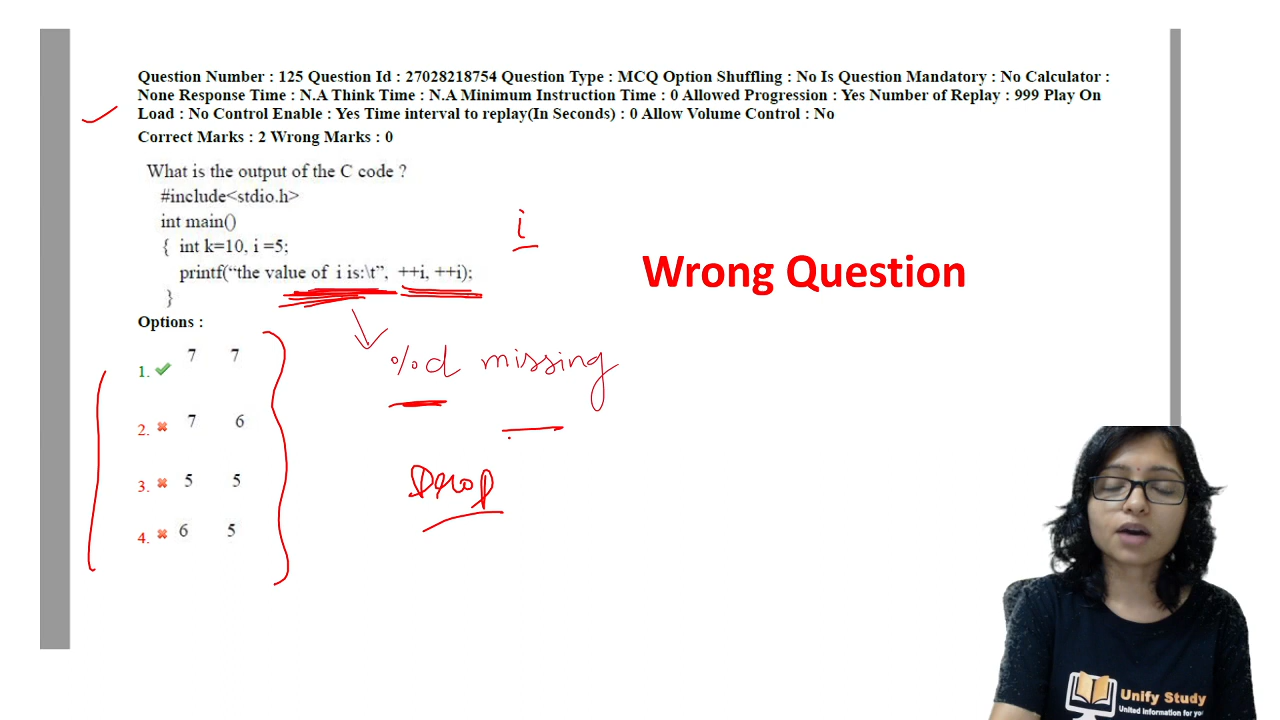 Question Number : 125 Question Id : 27028218754 Question Type : MCQ Option Shuffling : No Is Question Mandatory : No Calculator :
None Response Time : N.A Think Time : N.A Minimum Instruction Time : 0 Allowed Progression : Yes Number of Replay : 999 Play On
Load : No Control Enable : Yes Time interval to replay(In Seconds) : 0 Allow Volume Control : No
Correct Marks : 2 Wrong Marks : 0
What is the output of the C code ?
#include<stdio.h>
int main()
{ int k=10, i =5;
printf(“the value of i is:\t”, ++i, ++i);
}
i
Wrong Question
Options :
1. 7 7
2. 7 6
3. 5 5
4. 6 5
%d missing
Drop
Unify Study
United Information for you